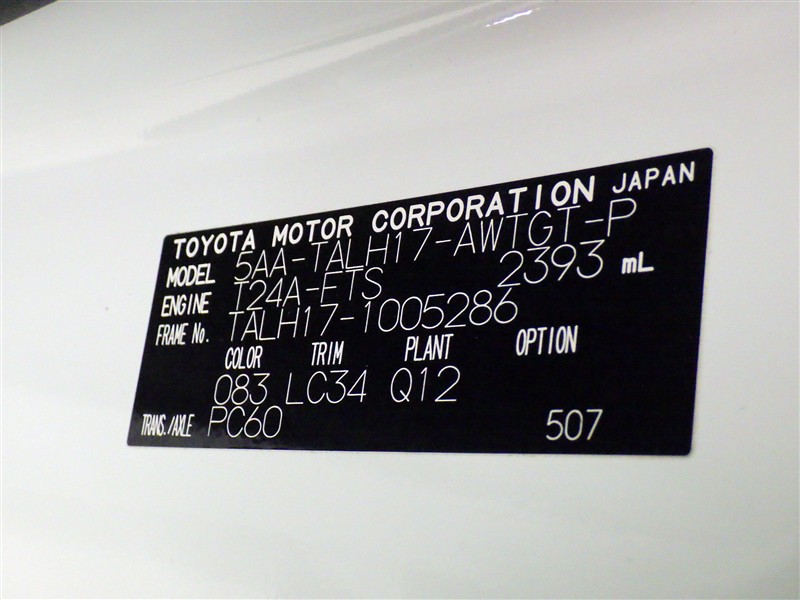 TOYOTA MOTOR CORPORATION JAPAN
MODEL 5AA-TALH17-AWTGT-P
ENGINE T24A-FTS 2393 mL
FRAME No. TALH17-1005286
COLOR TRIM PLANT OPTION
083 LC34 Q12
TRANS./AXLE PC60 507